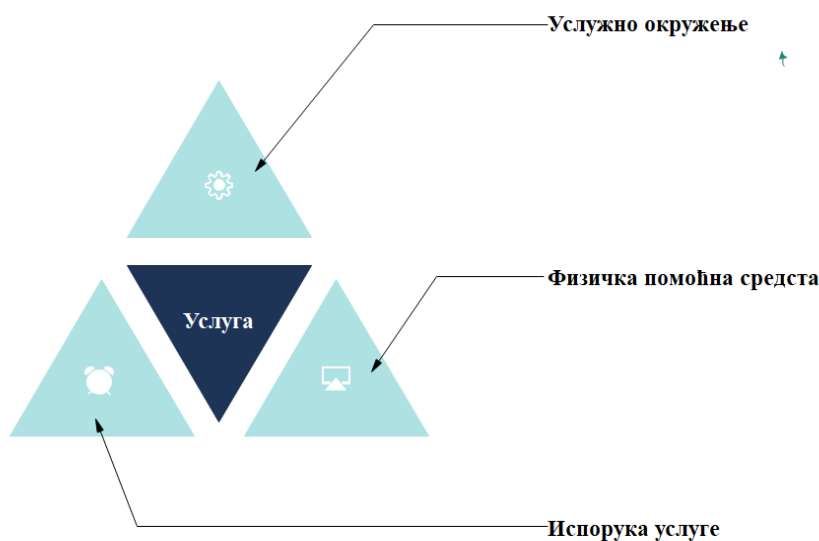 Услужно окружење
Физичка помоћна средста
Услуга
Испорука услуге